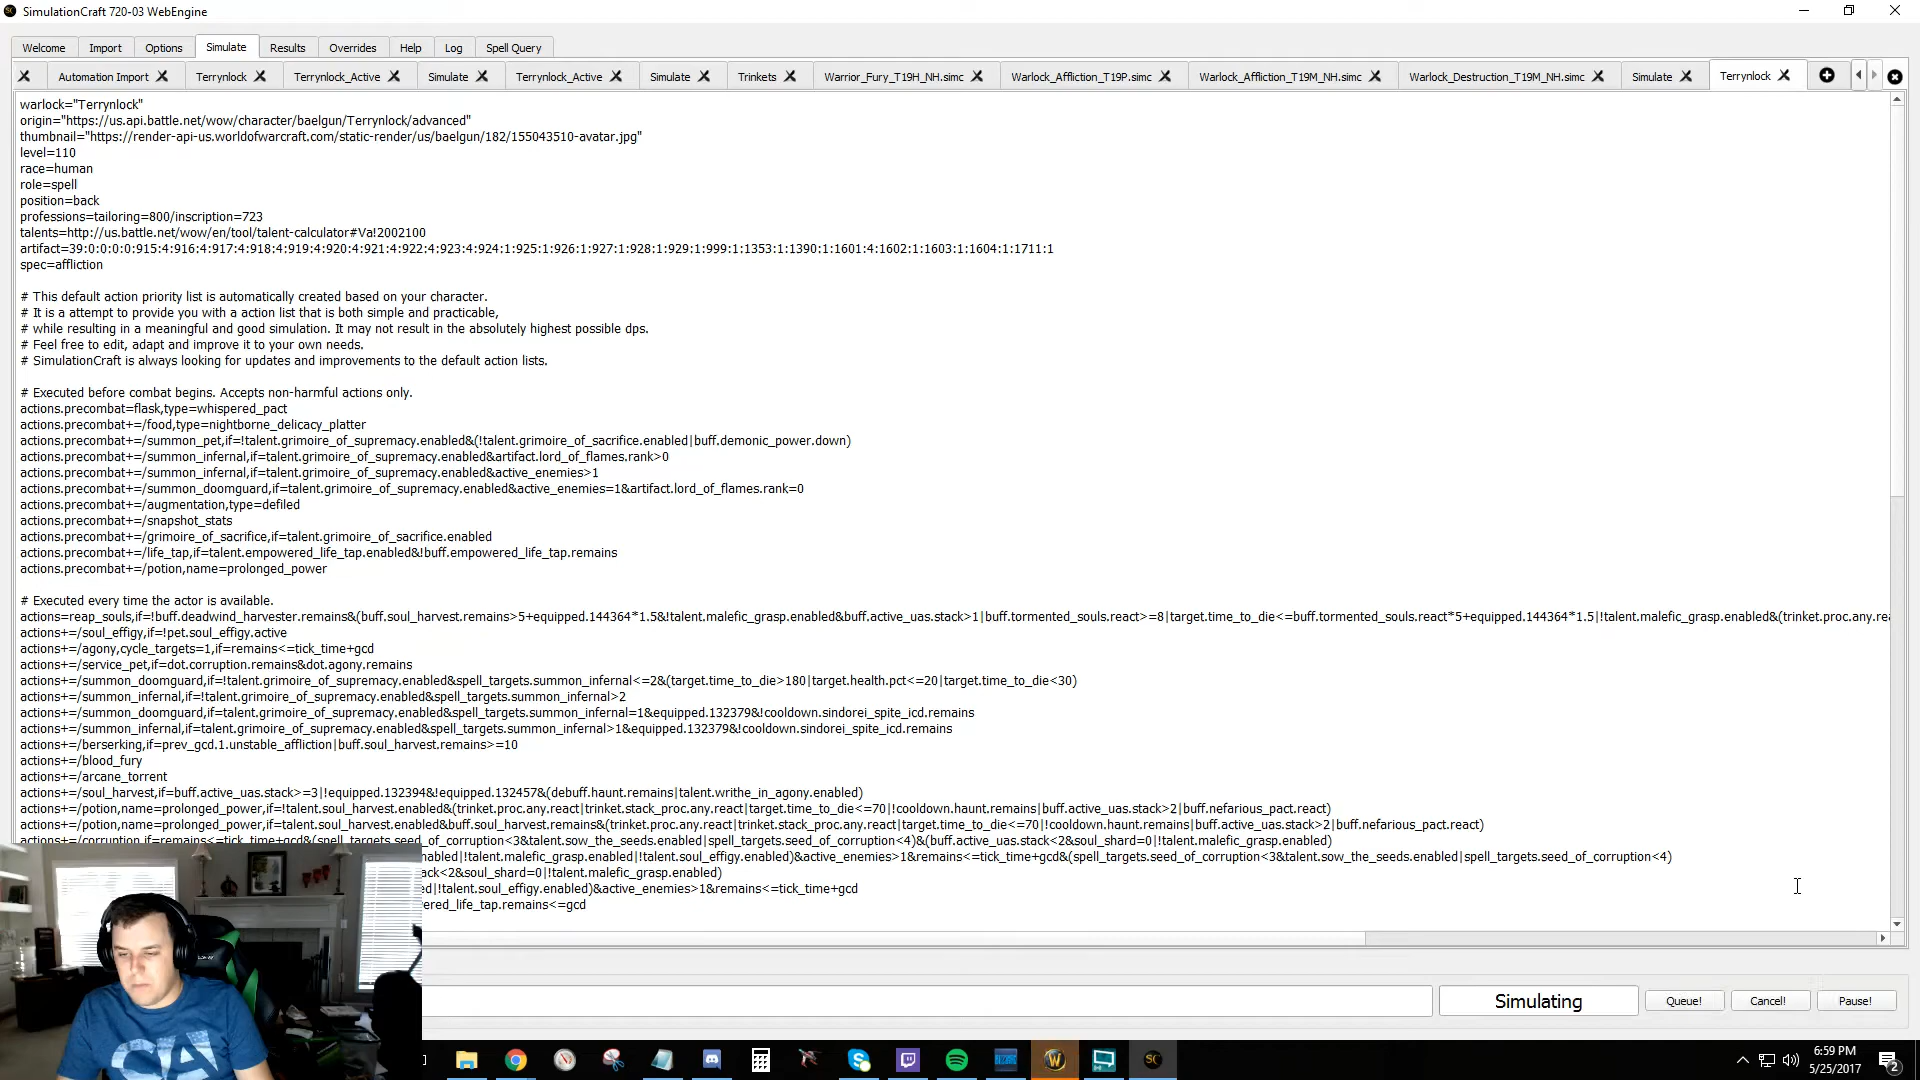 SimulationCraft 720-03 WebEngine
Welcome Import Options Simulate Results Overrides Help Log Spell Query
Automation Import Terrynlock Terrynlock_Active Simulate Terrynlock_Active Simulate Trinkets Warrior_Fury_T19H_NH.simc Warlock_Affliction_T19P.simc Warlock_Affliction_T19M_NH.simc Warlock_Destruction_T19M_NH.simc Simulate Terrynlock
warlock="Terrynlock"
origin="https://us.api.battle.net/wow/character/baelgun/Terrynlock/advanced"
thumbnail="https://render-api-us.worldofwarcraft.com/static-render/us/baelgun/182/155043510-avatar.jpg"
level=110
race=human
role=spell
position=back
professions=tailoring=800/inscription=723
talents=http://us.battle.net/wow/en/tool/talent-calculator#Va!2002100
artifact=39:0:0:0:0:915:4:916:4:917:4:918:4:919:4:920:4:921:4:922:4:923:4:924:1:925:1:926:1:927:1:928:1:929:1:999:1:1353:1:1390:1:1601:4:1602:1:1603:1:1604:1:1711:1
spec=affliction
# This default action priority list is automatically created based on your character.
# It is a attempt to provide you with a action list that is both simple and practicable,
# while resulting in a meaningful and good simulation. It may not result in the absolutely highest possible dps.
# Feel free to edit, adapt and improve it to your own needs.
# SimulationCraft is always looking for updates and improvements to the default action lists.
# Executed before combat begins. Accepts non-harmful actions only.
actions.precombat=flask,type=whispered_pact
actions.precombat+=/food,type=nightborne_delicacy_platter
actions.precombat+=/summon_pet,if=!talent.grimoire_of_supremacy.enabled&(!talent.grimoire_of_sacrifice.enabled|buff.demonic_power.down)
actions.precombat+=/summon_infernal,if=talent.grimoire_of_supremacy.enabled&artifact.lord_of_flames.rank>0
actions.precombat+=/summon_infernal,if=talent.grimoire_of_supremacy.enabled&active_enemies>1
actions.precombat+=/summon_doomguard,if=talent.grimoire_of_supremacy.enabled&active_enemies=1&artifact.lord_of_flames.rank=0
actions.precombat+=/augmentation,type=defiled
actions.precombat+=/snapshot_stats
actions.precombat+=/grimoire_of_sacrifice,if=talent.grimoire_of_sacrifice.enabled
actions.precombat+=/life_tap,if=talent.empowered_life_tap.enabled&!buff.empowered_life_tap.remains
actions.precombat+=/potion,name=prolonged_power
# Executed every time the actor is available.
actions=reap_souls,if=!buff.deadwind_harvester.remains&(buff.soul_harvest.remains>5+equipped.144364*1.5&!talent.malefic_grasp.enabled&buff.active_uas.stack>1|buff.tormented_souls.react>=8|target.time_to_die<=buff.tormented_souls.react*5+equipped.144364*1.5|!talent.malefic_grasp.enabled&(trinket.proc.any.rea
actions+=/soul_effigy,if=!pet.soul_effigy.active
actions+=/agony,cycle_targets=1,if=remains<=tick_time+gcd
actions+=/service_pet,if=dot.corruption.remains&dot.agony.remains
actions+=/summon_doomguard,if=!talent.grimoire_of_supremacy.enabled&spell_targets.summon_infernal<=2&(target.time_to_die>180|target.health.pct<=20|target.time_to_die<30)
actions+=/summon_infernal,if=!talent.grimoire_of_supremacy.enabled&spell_targets.summon_infernal>2
actions+=/summon_doomguard,if=talent.grimoire_of_supremacy.enabled&spell_targets.summon_infernal=1&equipped.132379&!cooldown.sindorei_spite_icd.remains
actions+=/summon_infernal,if=talent.grimoire_of_supremacy.enabled&spell_targets.summon_infernal>1&equipped.132379&!cooldown.sindorei_spite_icd.remains
actions+=/berserking,if=prev_gcd.1.unstable_affliction|buff.soul_harvest.remains>=10
actions+=/blood_fury
actions+=/arcane_torrent
actions+=/soul_harvest,if=buff.active_uas.stack>=3|!equipped.132394&!equipped.132457&(debuff.haunt.remains|talent.writhe_in_agony.enabled)
actions+=/potion,name=prolonged_power,if=!talent.soul_harvest.enabled&(trinket.proc.any.react|trinket.stack_proc.any.react|target.time_to_die<=70|!cooldown.haunt.remains|buff.active_uas.stack>2|buff.nefarious_pact.react)
actions+=/potion,name=prolonged_power,if=talent.soul_harvest.enabled&buff.soul_harvest.remains&(trinket.proc.any.react|trinket.stack_proc.any.react|target.time_to_die<=70|!cooldown.haunt.remains|buff.active_uas.stack>2|buff.nefarious_pact.react)
actions+=/corruption,if=remains<=tick_time+gcd&(spell_targets.seed_of_corruption<3&talent.sow_the_seeds.enabled|spell_targets.seed_of_corruption<4)&(buff.active_uas.stack<2&soul_shard=0|!talent.malefic_grasp.enabled)
enabled|!talent.malefic_grasp.enabled|!talent.soul_effigy.enabled)&active_enemies>1&remains<=tick_time+gcd&(spell_targets.seed_of_corruption<3&talent.sow_the_seeds.enabled|spell_targets.seed_of_corruption<4)
ack<2&soul_shard=0|!talent.malefic_grasp.enabled)
d|!talent.soul_effigy.enabled)&active_enemies>1&remains<=tick_time+gcd
ered_life_tap.remains<=gcd
Simulating Queue! Cancel! Pause!
6:59 PM
5/25/2017
2